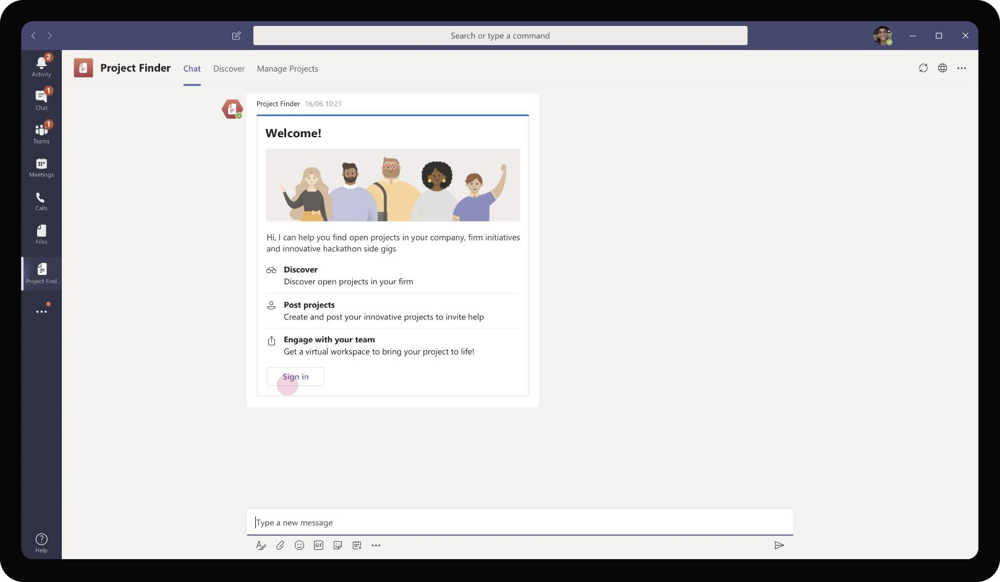 Search or type a command
2
Activity
1
Chat
1
Teams
Meetings
Calls
Files
Project Find..
Help
Project Finder
Chat
Discover
Manage Projects
Project Finder 16/06 10:21
Welcome!
Hi, I can help you find open projects in your company, firm initiatives
and innovative hackathon side gigs
Discover
Discover open projects in your firm
Post projects
Create and post your innovative projects to invite help
Engage with your team
Get a virtual workspace to bring your project to life!
Sign in
Type a new message
GIF